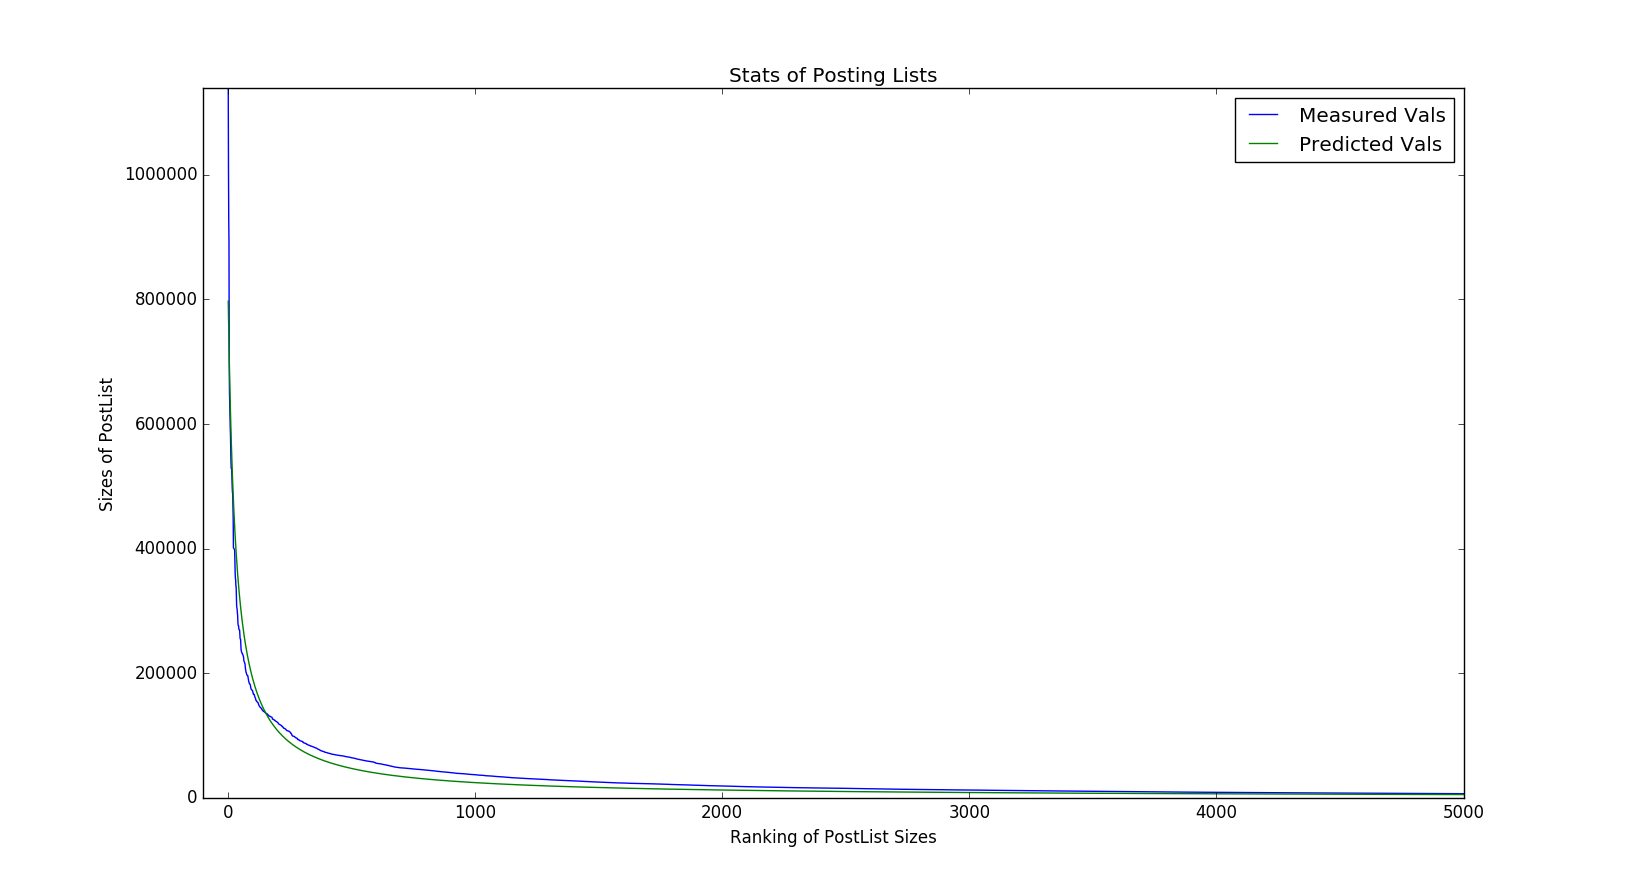 Stats of Posting Lists
Measured Vals
Predicted Vals
1000000
800000
600000
400000
200000
0
Sizes of PostList
0 1000 2000 3000 4000 5000
Ranking of PostList Sizes